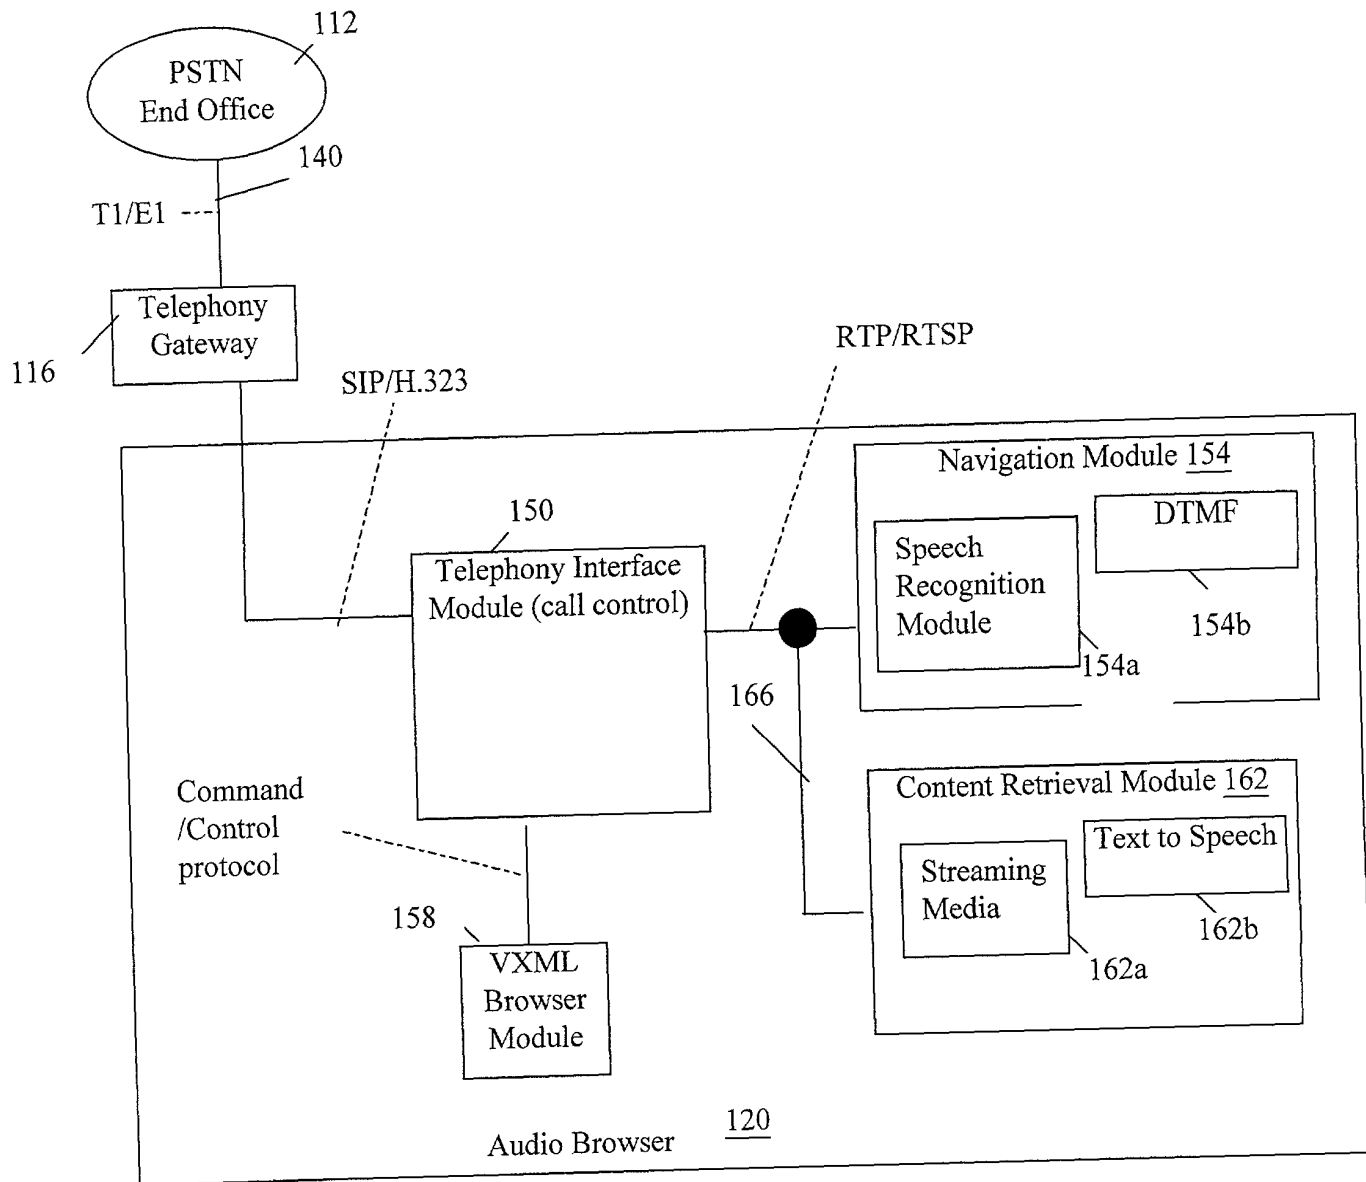 112
PSTN
End Office
140
T1/E1
Telephony
Gateway
116
SIP/H.323
RTP/RTSP
Navigation Module 154
DTMF
Speech
Recognition
Module
154b
154a
150
Telephony Interface
Module (call control)
166
Command
/Control
protocol
Content Retrieval Module 162
Text to Speech
Streaming
Media
162b
162a
158
VXML
Browser
Module
Audio Browser 120